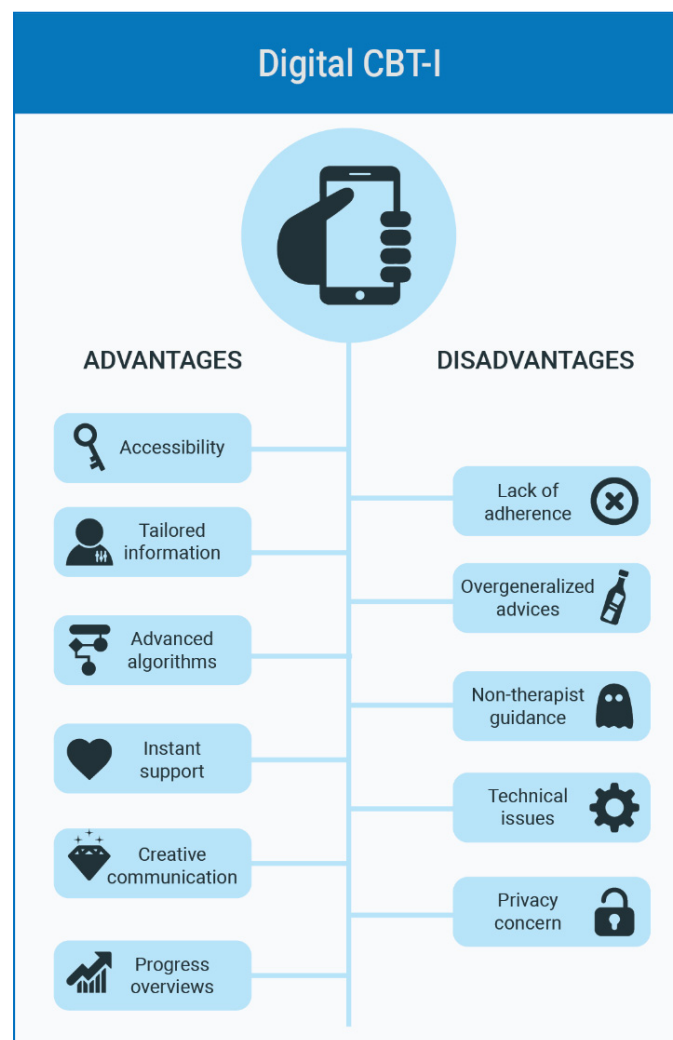 Digital CBT-I
ADVANTAGES
Accessibility
Tailored
information
Advanced
algorithms
Instant
support
Creative
communication
Progress
overviews
DISADVANTAGES
Lack of
adherence
Overgeneralized
advices
Non-therapist
guidance
Technical
issues
Privacy
concern